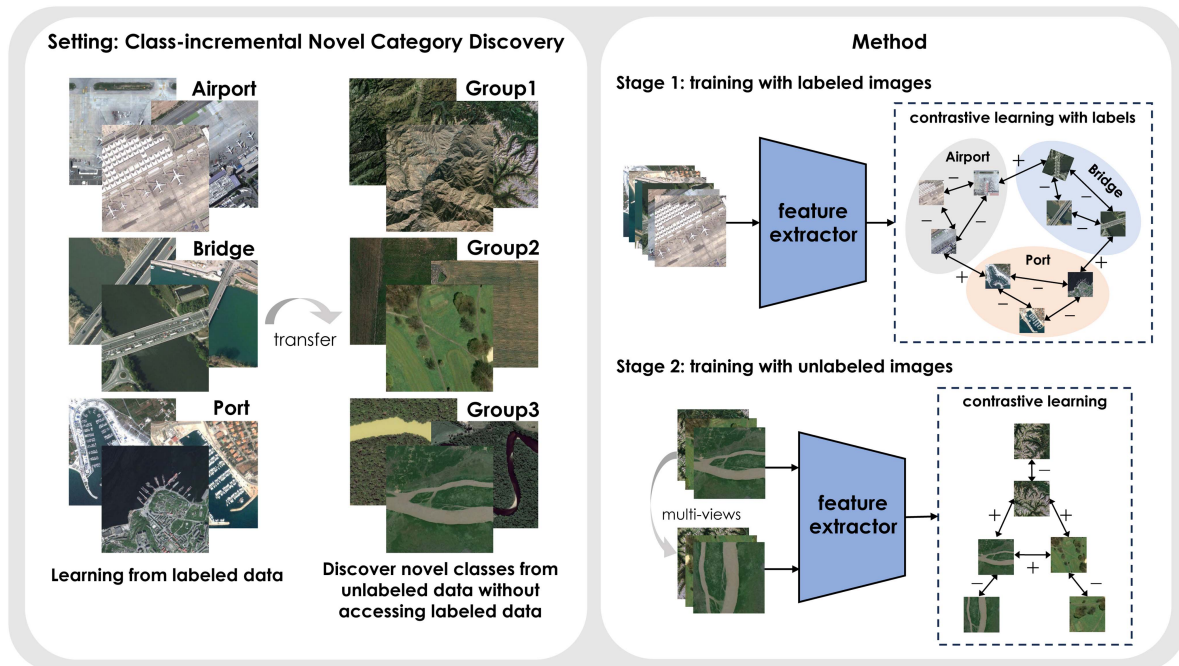 Setting: Class-incremental Novel Category Discovery
Airport
Group1
Bridge
Group2
transfer
Port
Group3
Learning from labeled data
Discover novel classes from
unlabeled data without
accessing labeled data
Method
Stage 1: training with labeled images
feature
extractor
contrastive learning with labels
Airport
+
Bridge
−
−
−
−
−
−
−
+
Port
+
−
−
−
Stage 2: training with unlabeled images
multi-views
feature
extractor
contrastive learning
−
+
+
+
−
−